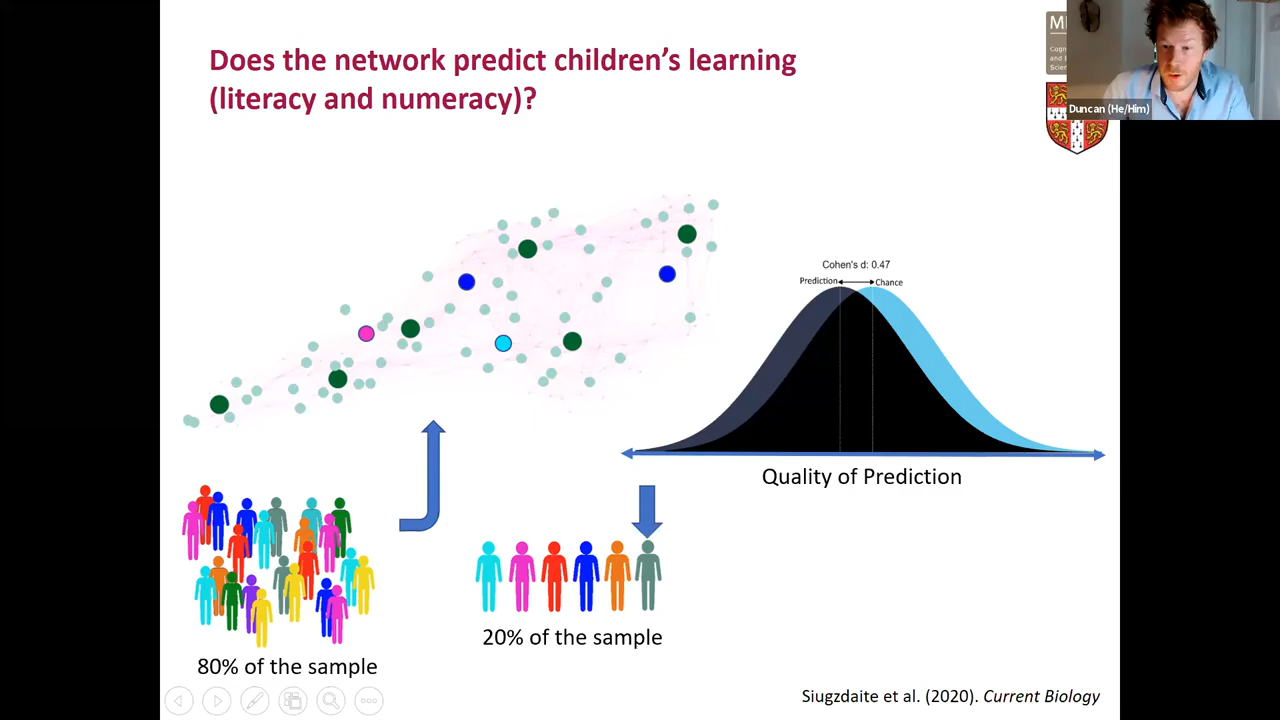 Does the network predict children's learning
(literacy and numeracy)?
Duncan (He/Him)
Cohen's d: 0.47
Prediction
Chance
Quality of Prediction
80% of the sample
20% of the sample
Siugzdaite et al. (2020). Current Biology